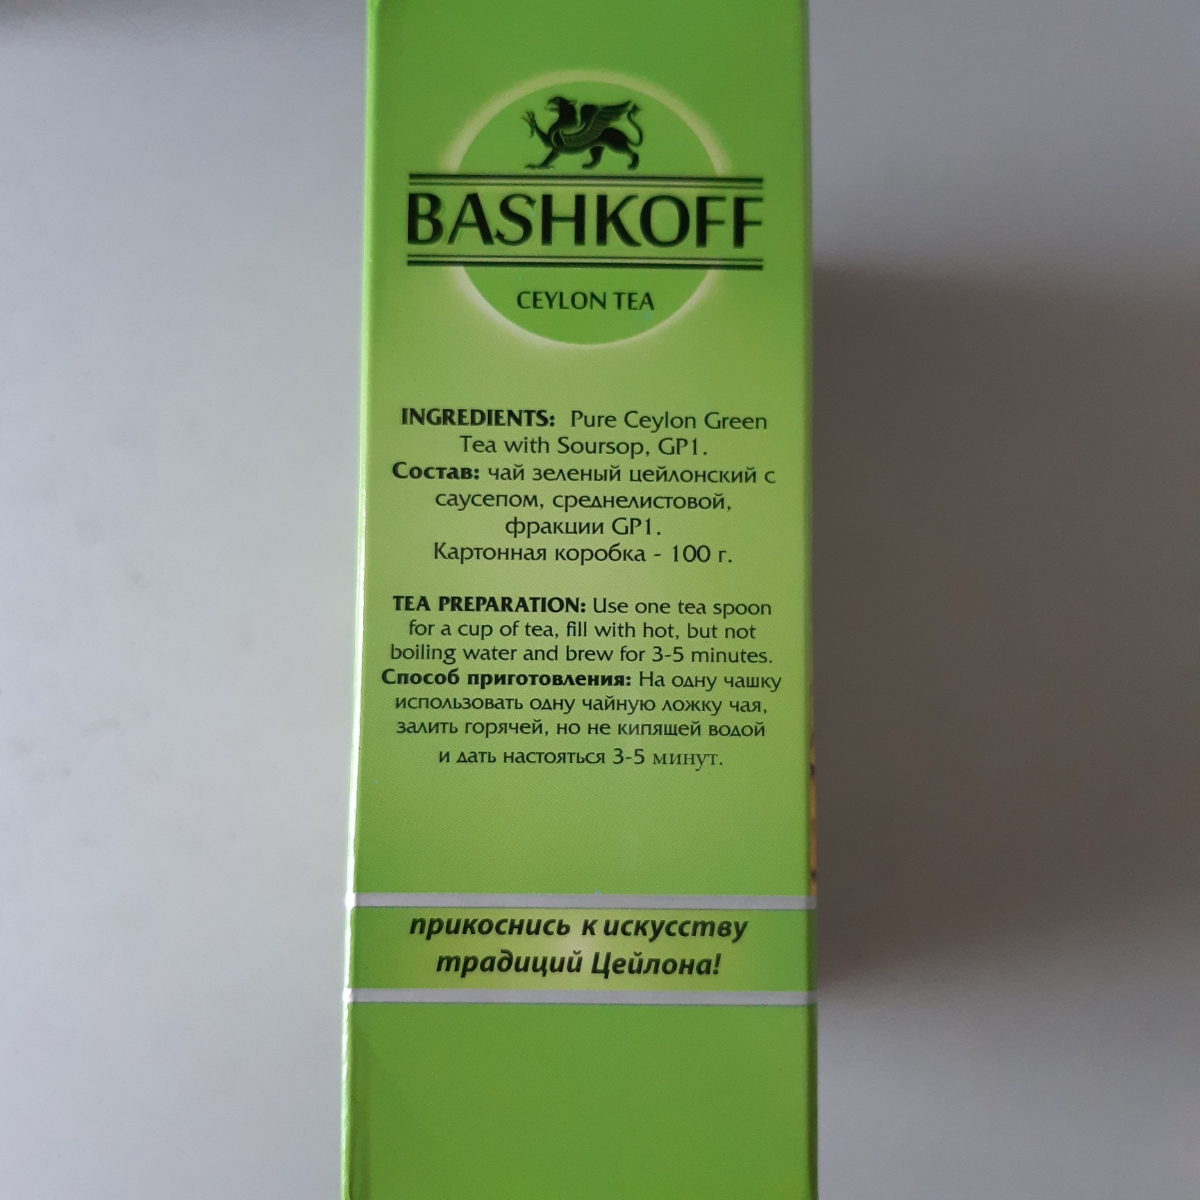 BASHKOFF
CEYLON TEA
INGREDIENTS: Pure Ceylon Green
Tea with Soursop, GP1.
Состав: чай зеленый цейлонский с
саусепом, среднелистовой,
фракции GP1.
Картонная коробка - 100 г.
TEA PREPARATION: Use one tea spoon
for a cup of tea, fill with hot, but not
boiling water and brew for 3-5 minutes.
Способ приготовления: На одну чашку
использовать одну чайную ложку чая,
залить горячей, но не кипящей водой
и дать настояться 3-5 минут.
прикоснись к искусству
традиций Цейлона!